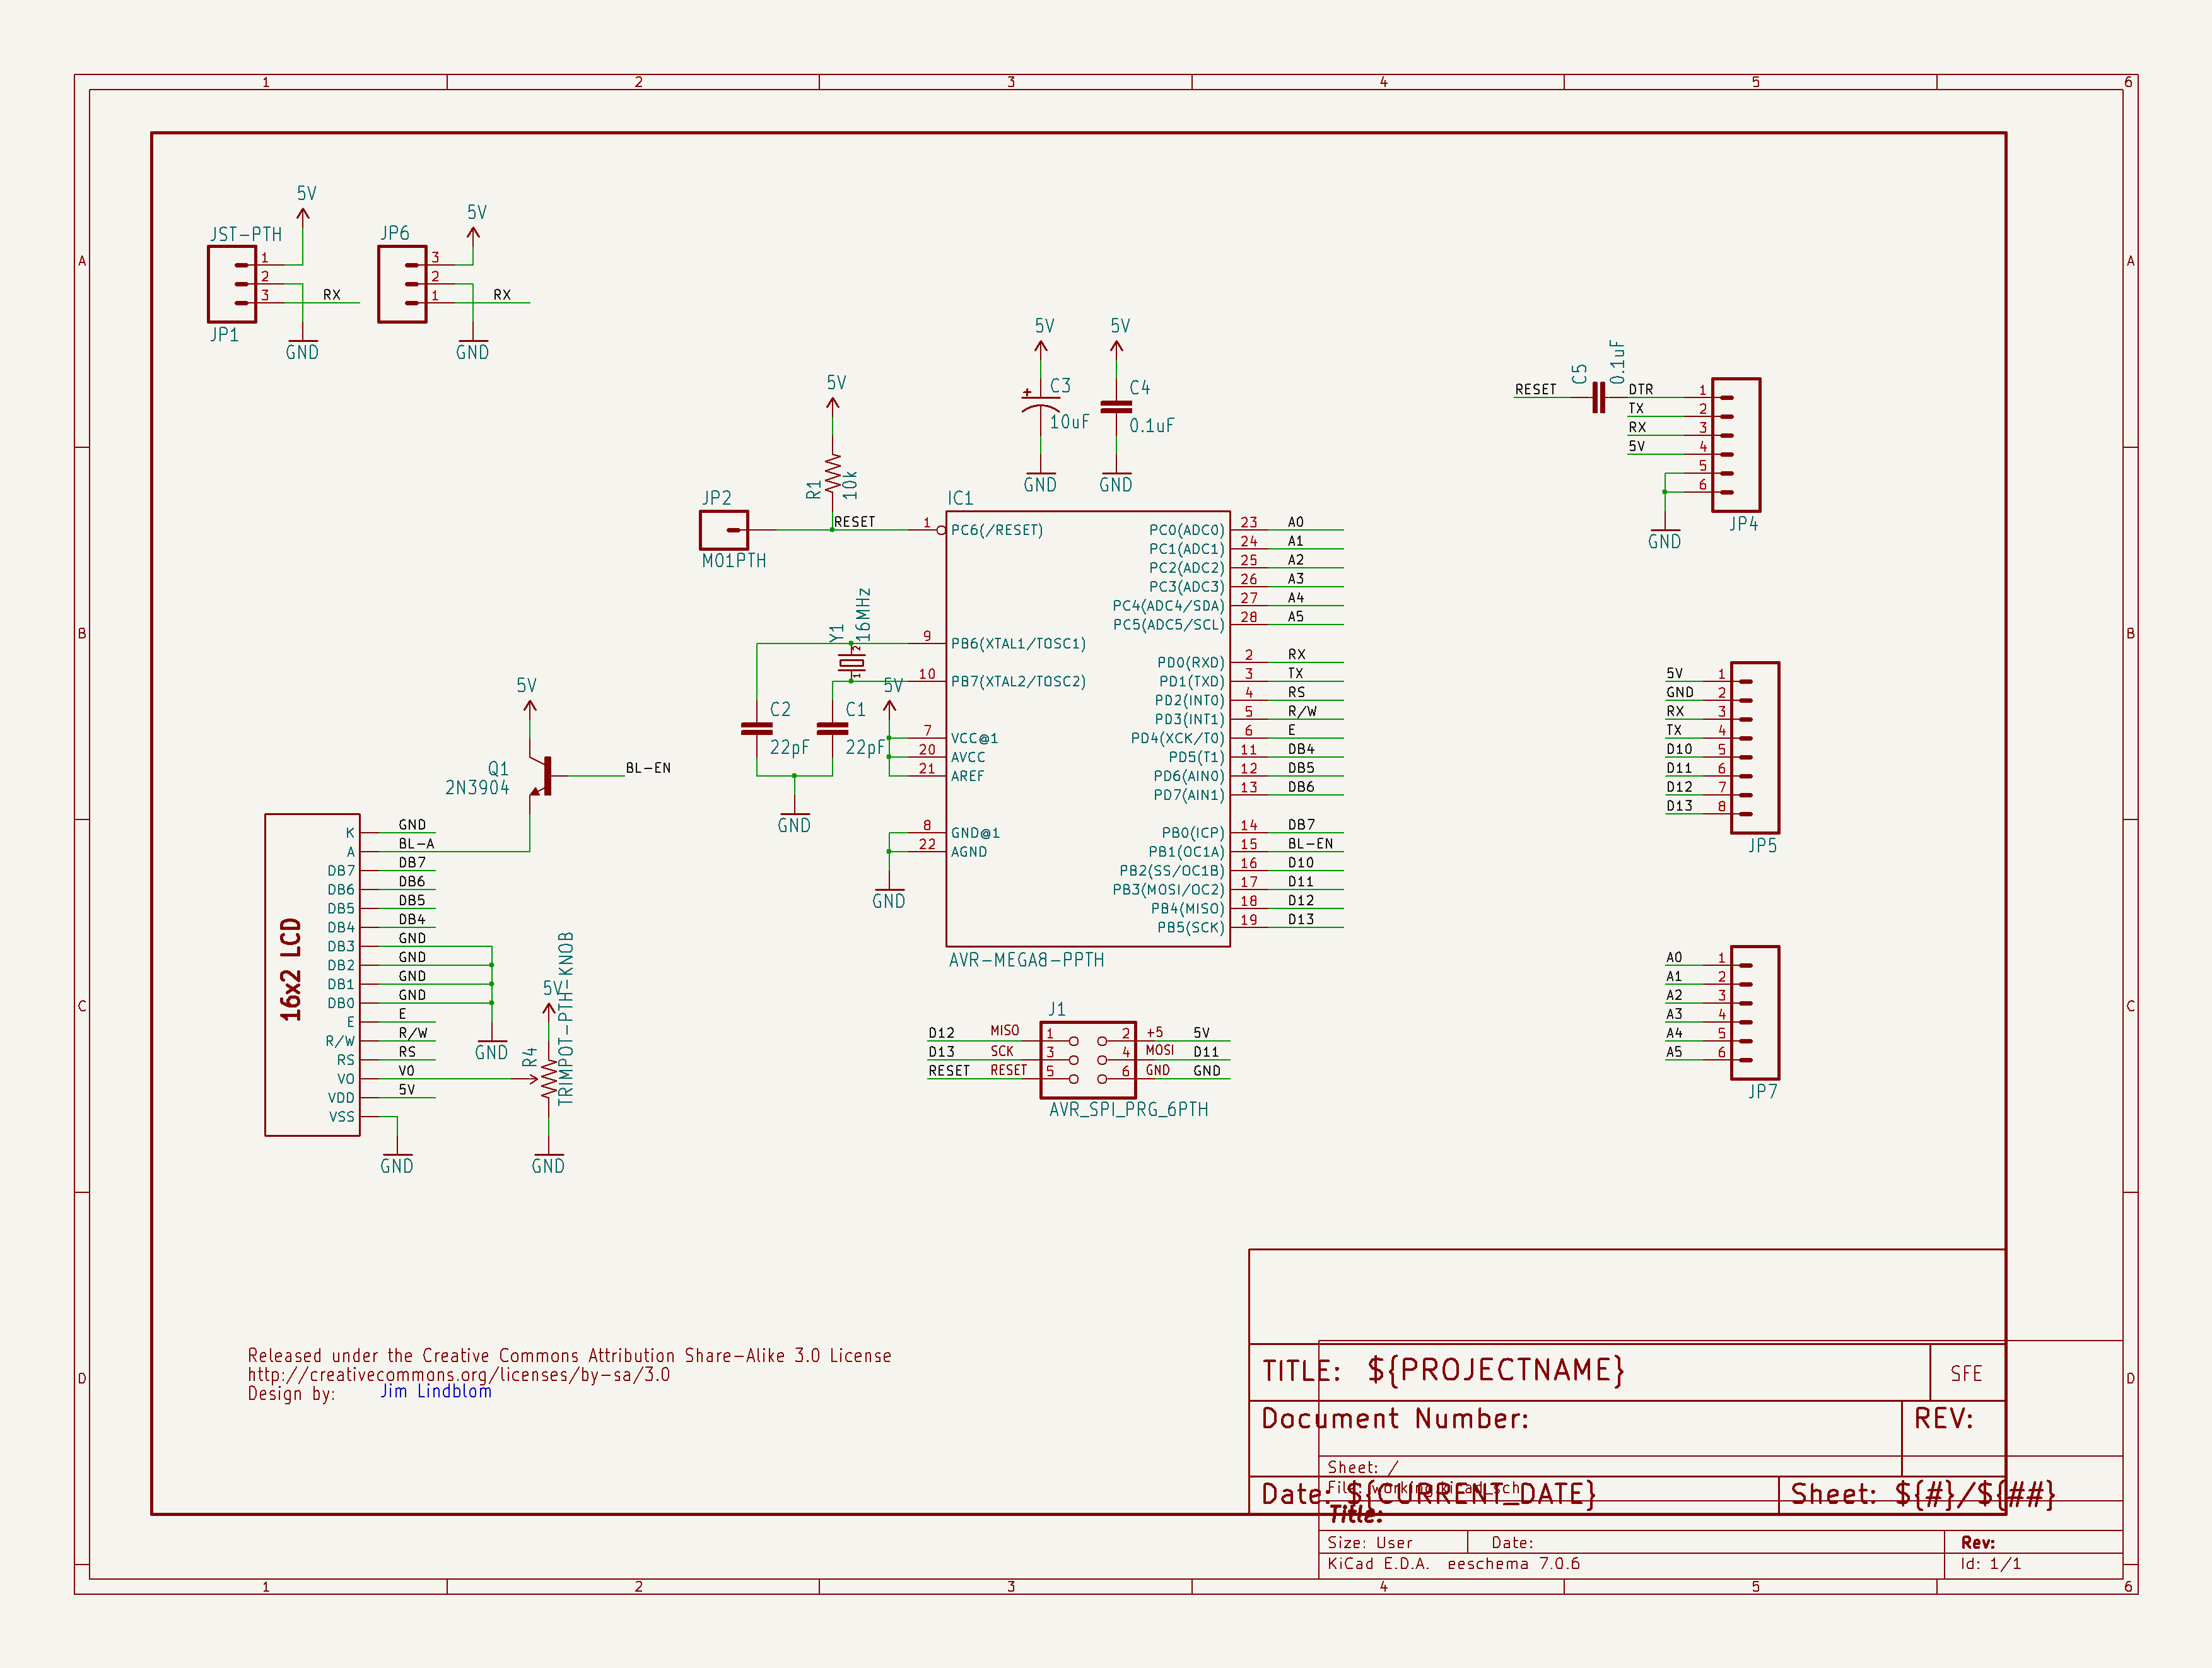 1 2 3 4 5 6
A A
B B
C C
D D
5V
JST-PTH
1
2
3
RX
JP1
GND
5V
JP6
3
2
1
RX
GND
5V
C3
+
10uF
GND
5V
C4
0.1uF
GND
5V
R1
10k
JP2
M01PTH
RESET
IC1
1 PC6(/RESET)
9 PB6(XTAL1/TOSC1)
10 PB7(XTAL2/TOSC2)
7 VCC@1
20 AVCC
21 AREF
8 GND@1
22 AGND
PC0(ADC0) 23 A0
PC1(ADC1) 24 A1
PC2(ADC2) 25 A2
PC3(ADC3) 26 A3
PC4(ADC4/SDA) 27 A4
PC5(ADC5/SCL) 28 A5
PD0(RXD) 2 RX
PD1(TXD) 3 TX
PD2(INT0) 4 RS
PD3(INT1) 5 R/W
PD4(XCK/T0) 6 E
PD5(T1) 11 DB4
PD6(AIN0) 12 DB5
PD7(AIN1) 13 DB6
PB0(ICP) 14 DB7
PB1(OC1A) 15 BL-EN
PB2(SS/OC1B) 16 D10
PB3(MOSI/OC2) 17 D11
PB4(MISO) 18 D12
PB5(SCK) 19 D13
AVR-MEGA8-PPTH
Y1
16MHz
2
1
C2
22pF
C1
22pF
5V
GND
GND
5V
Q1
2N3904
BL-EN
16x2 LCD
K GND
A BL-A
DB7 DB7
DB6 DB6
DB5 DB5
DB4 DB4
DB3 GND
DB2 GND
DB1 GND
DB0 GND
E E
R/W R/W
RS RS
VO VO
VDD 5V
VSS
GND
GND
5V
R4
TRIMPOT-PTH-KNOB
GND
J1
D12 MISO 1 2 +5 5V
D13 SCK 3 4 MOSI D11
RESET RESET 5 6 GND GND
AVR_SPI_PRG_6PTH
RESET
C5
0.1uF
DTR 1
TX 2
RX 3
5V 4
5
6
JP4
GND
5V 1
GND 2
RX 3
TX 4
D10 5
D11 6
D12 7
D13 8
JP5
A0 1
A1 2
A2 3
A3 4
A4 5
A5 6
JP7
Released under the Creative Commons Attribution Share-Alike 3.0 License
http://creativecommons.org/licenses/by-sa/3.0
Design by: Jim Lindblom
TITLE: ${PROJECTNAME} SFE
Document Number: REV:
Sheet: /
File: working.kicad_sch
Date: ${CURRENT_DATE} Sheet: ${#}/${##}
Title:
Size: User Date: Rev:
KiCad E.D.A. eeschema 7.0.6 Id: 1/1
1 2 3 4 5 6